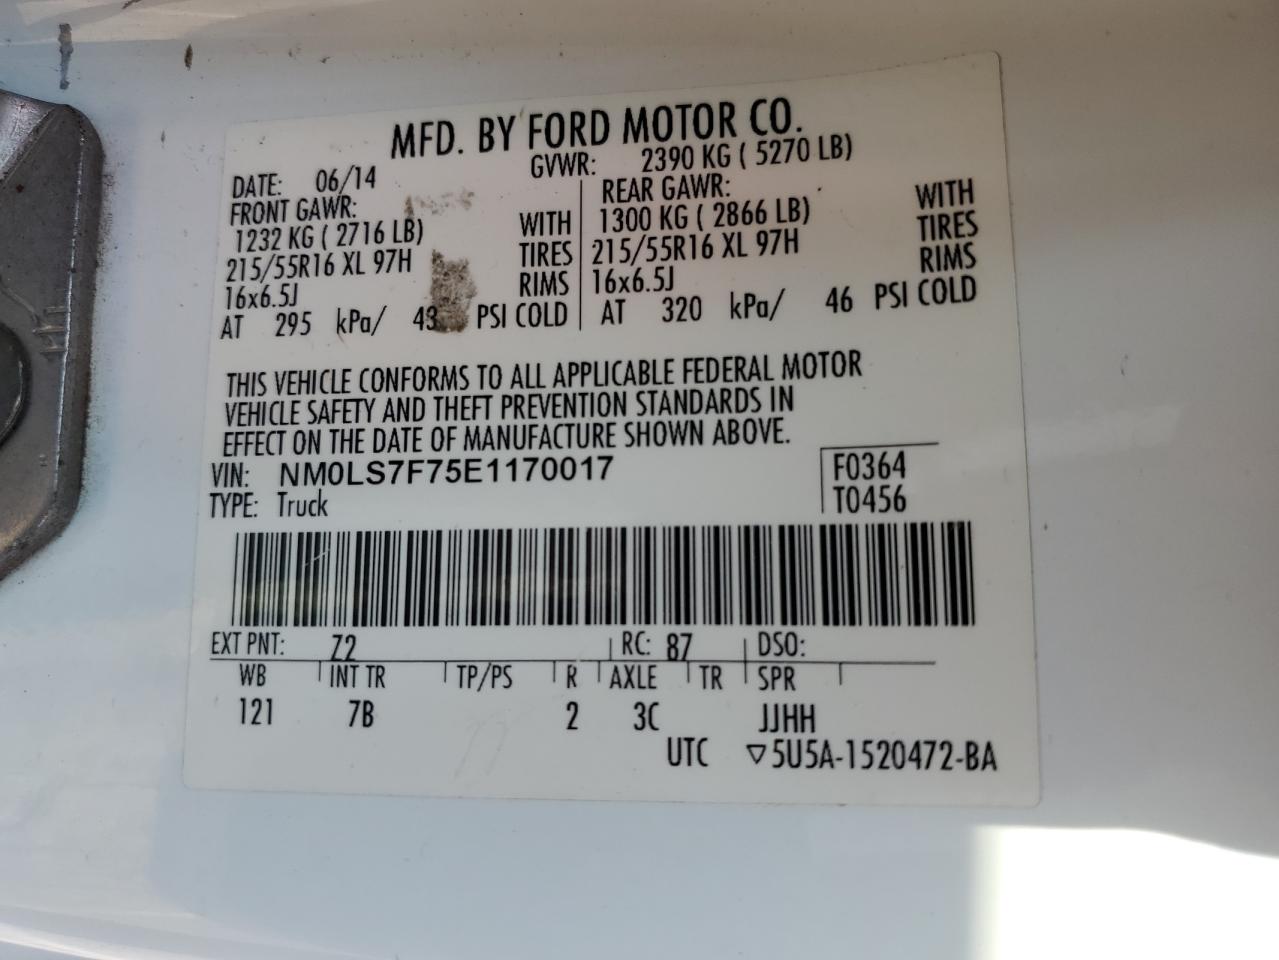 MFD. BY FORD MOTOR CO.
DATE: 06/14 GVWR: 2390 KG ( 5270 LB)
FRONT GAWR: REAR GAWR:
1232 KG ( 2716 LB) WITH 1300 KG ( 2866 LB) WITH
215/55R16 XL 97H TIRES 215/55R16 XL 97H TIRES
16x6.5J RIMS 16x6.5J RIMS
AT 295 kPa/ 43 PSI COLD AT 320 kPa/ 46 PSI COLD
THIS VEHICLE CONFORMS TO ALL APPLICABLE FEDERAL MOTOR
VEHICLE SAFETY AND THEFT PREVENTION STANDARDS IN
EFFECT ON THE DATE OF MANUFACTURE SHOWN ABOVE.
VIN: NM0LS7F75E1170017 F0364
TYPE: Truck T0456
EXT PNT: Z2 RC: 87 DSO:
WB INT TR TP/PS R AXLE TR SPR
121 7B 2 3C JJHH
UTC ▽5U5A-1520472-BA